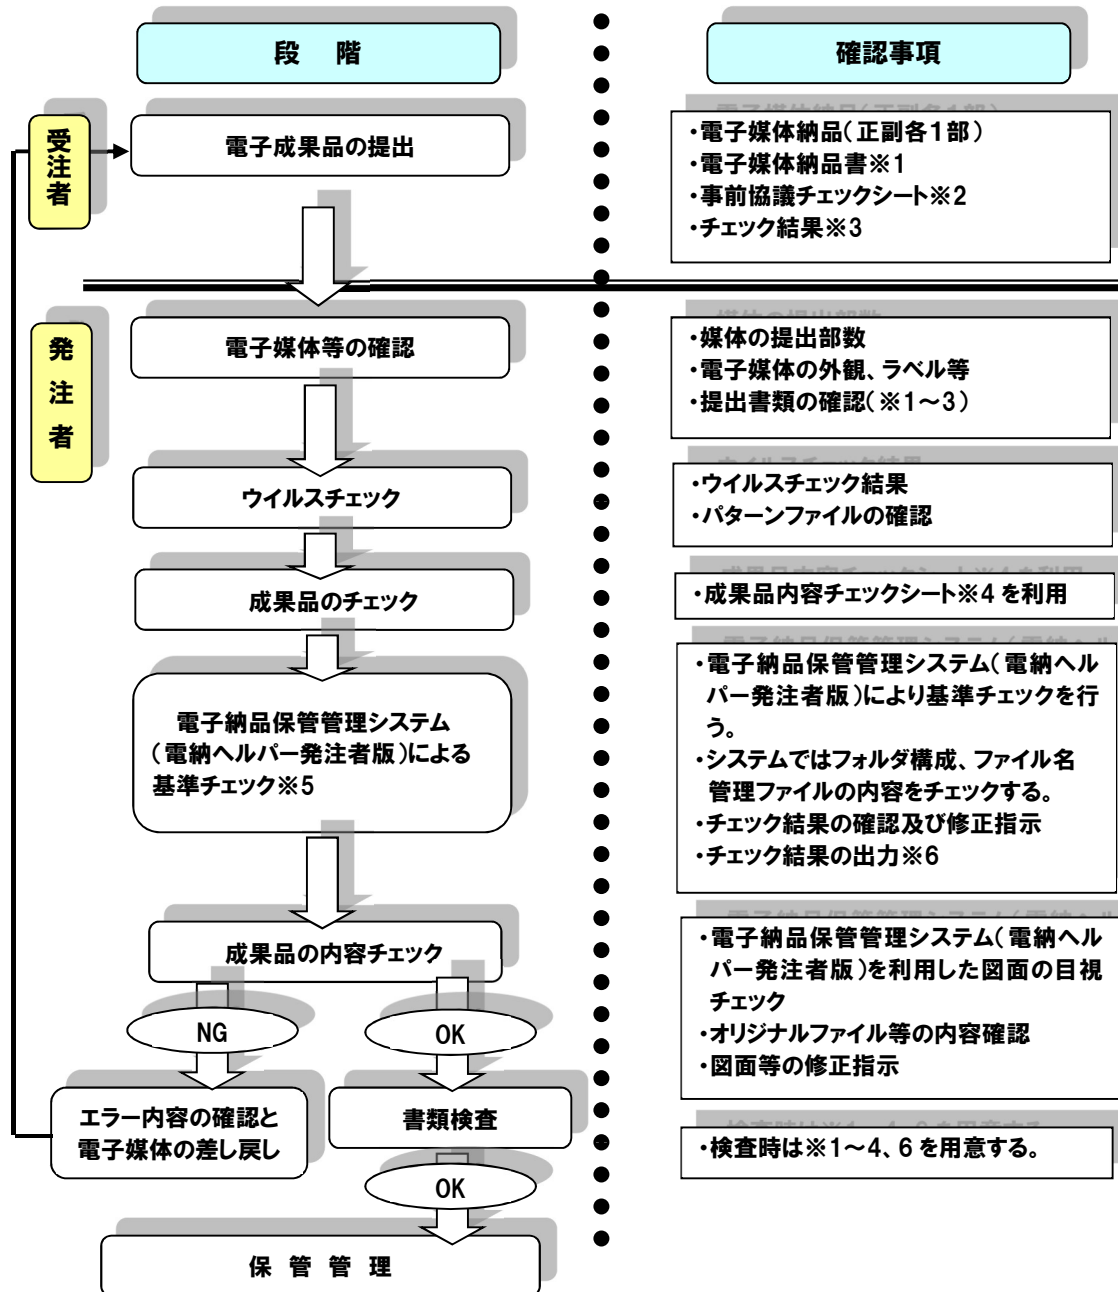 段 階
確認事項
受注者
電子成果品の提出
・電子媒体納品(正副各1部)
・電子媒体納品書※1
・事前協議チェックシート※2
・チェック結果※3
発注者
電子媒体等の確認
・媒体の提出部数
・電子媒体の外観、ラベル等
・提出書類の確認(※1～3)
ウイルスチェック
・ウイルスチェック結果
・パターンファイルの確認
成果品のチェック
・成果品内容チェックシート※4 を利用
電子納品保管管理システム
(電納ヘルパー発注者版)による
基準チェック※5
・電子納品保管管理システム(電納ヘル
パー発注者版)により基準チェックを行
う。
・システムではフォルダ構成、ファイル名
管理ファイルの内容をチェックする。
・チェック結果の確認及び修正指示
・チェック結果の出力※6
成果品の内容チェック
・電子納品保管管理システム(電納ヘル
パー発注者版)を利用した図面の目視
チェック
・オリジナルファイル等の内容確認
・図面等の修正指示
NG
OK
エラー内容の確認と
電子媒体の差し戻し
書類検査
・検査時は※1～4、6 を用意する。
OK
保 管 管 理